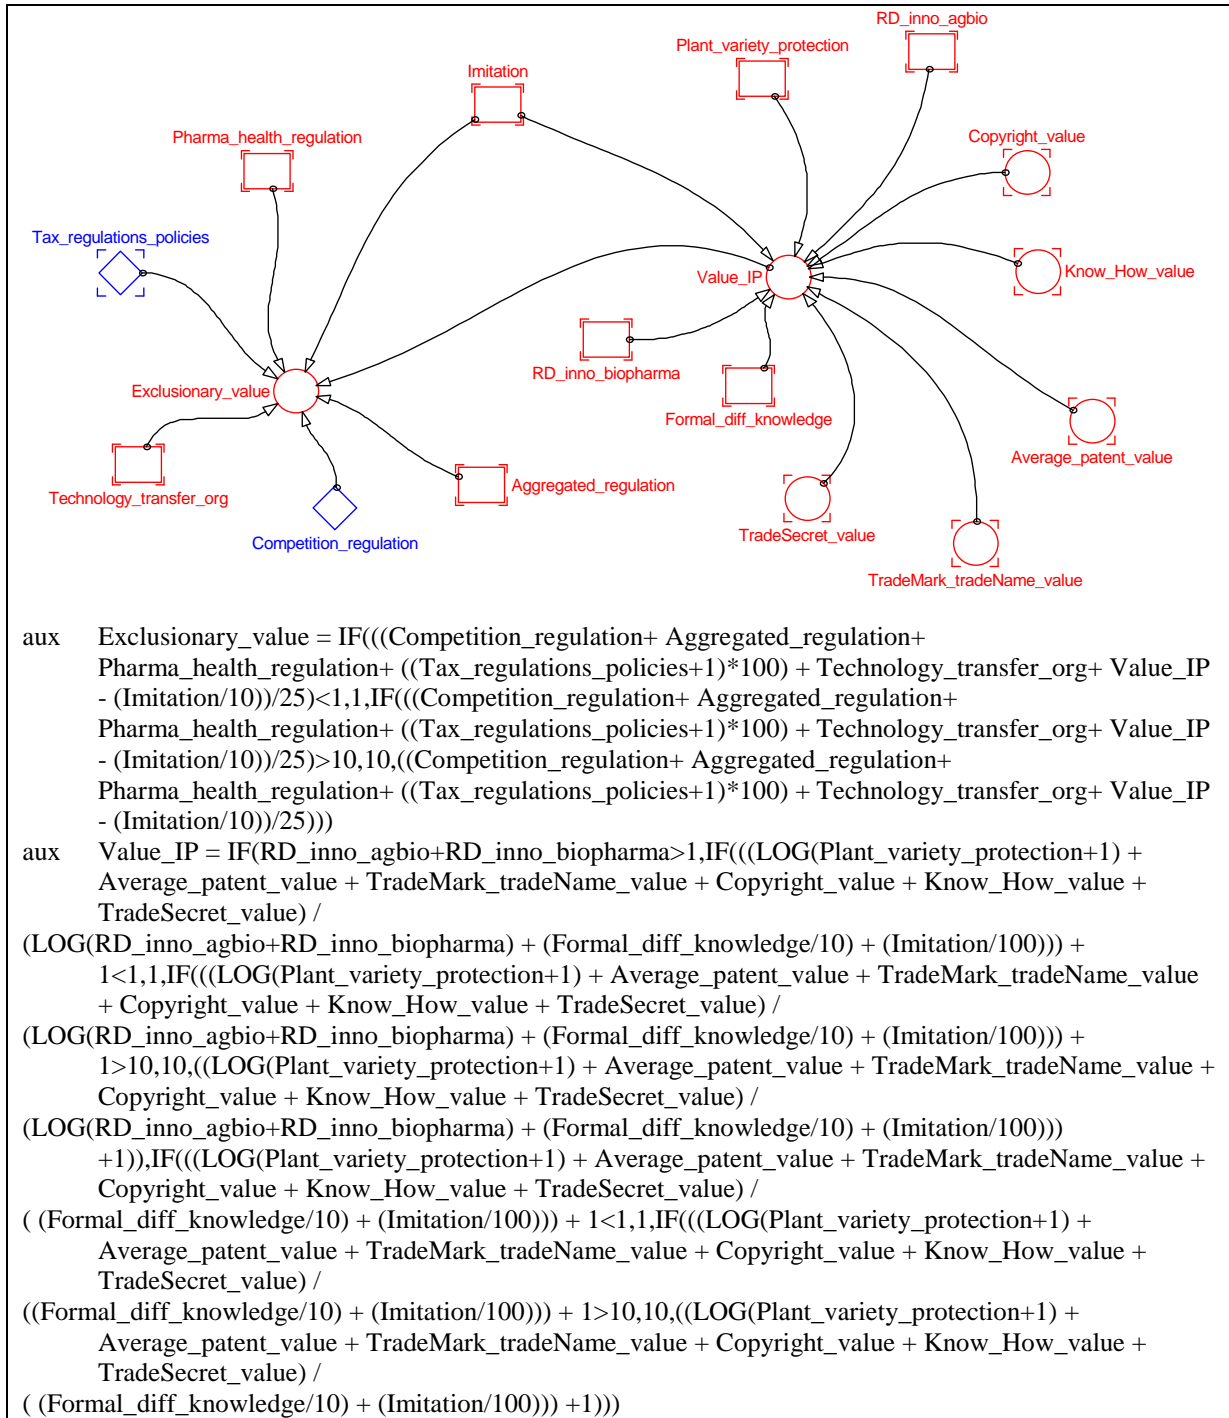 RD_inno_agbio
Plant_variety_protection
Imitation
Pharma_health_regulation
Copyright_value
Tax_regulations_policies
Know_How_value
Value_IP
RD_inno_biopharma
Exclusionary_value
Formal_diff_knowledge
Average_patent_value
Technology_transfer_org
Aggregated_regulation
TradeSecret_value
Competition_regulation
TradeMark_tradeName_value
aux Exclusionary_value = IF(((Competition_regulation+ Aggregated_regulation+
Pharma_health_regulation+ ((Tax_regulations_policies+1)*100) + Technology_transfer_org+ Value_IP
- (Imitation/10))/25)<1,1,IF(((Competition_regulation+ Aggregated_regulation+
Pharma_health_regulation+ ((Tax_regulations_policies+1)*100) + Technology_transfer_org+ Value_IP
- (Imitation/10))/25)>10,10,((Competition_regulation+ Aggregated_regulation+
Pharma_health_regulation+ ((Tax_regulations_policies+1)*100) + Technology_transfer_org+ Value_IP
- (Imitation/10))/25)))
aux Value_IP = IF(RD_inno_agbio+RD_inno_biopharma>1,IF(((LOG(Plant_variety_protection+1) +
Average_patent_value + TradeMark_tradeName_value + Copyright_value + Know_How_value +
TradeSecret_value) /
(LOG(RD_inno_agbio+RD_inno_biopharma) + (Formal_diff_knowledge/10) + (Imitation/100))) +
1<1,1,IF(((LOG(Plant_variety_protection+1) + Average_patent_value + TradeMark_tradeName_value
+ Copyright_value + Know_How_value + TradeSecret_value) /
(LOG(RD_inno_agbio+RD_inno_biopharma) + (Formal_diff_knowledge/10) + (Imitation/100))) +
1>10,10,((LOG(Plant_variety_protection+1) + Average_patent_value + TradeMark_tradeName_value +
Copyright_value + Know_How_value + TradeSecret_value) /
(LOG(RD_inno_agbio+RD_inno_biopharma) + (Formal_diff_knowledge/10) + (Imitation/100)))
+1)),IF(((LOG(Plant_variety_protection+1) + Average_patent_value + TradeMark_tradeName_value +
Copyright_value + Know_How_value + TradeSecret_value) /
( (Formal_diff_knowledge/10) + (Imitation/100))) + 1<1,1,IF(((LOG(Plant_variety_protection+1) +
Average_patent_value + TradeMark_tradeName_value + Copyright_value + Know_How_value +
TradeSecret_value) /
((Formal_diff_knowledge/10) + (Imitation/100))) + 1>10,10,((LOG(Plant_variety_protection+1) +
Average_patent_value + TradeMark_tradeName_value + Copyright_value + Know_How_value +
TradeSecret_value) /
( (Formal_diff_knowledge/10) + (Imitation/100))) +1)))